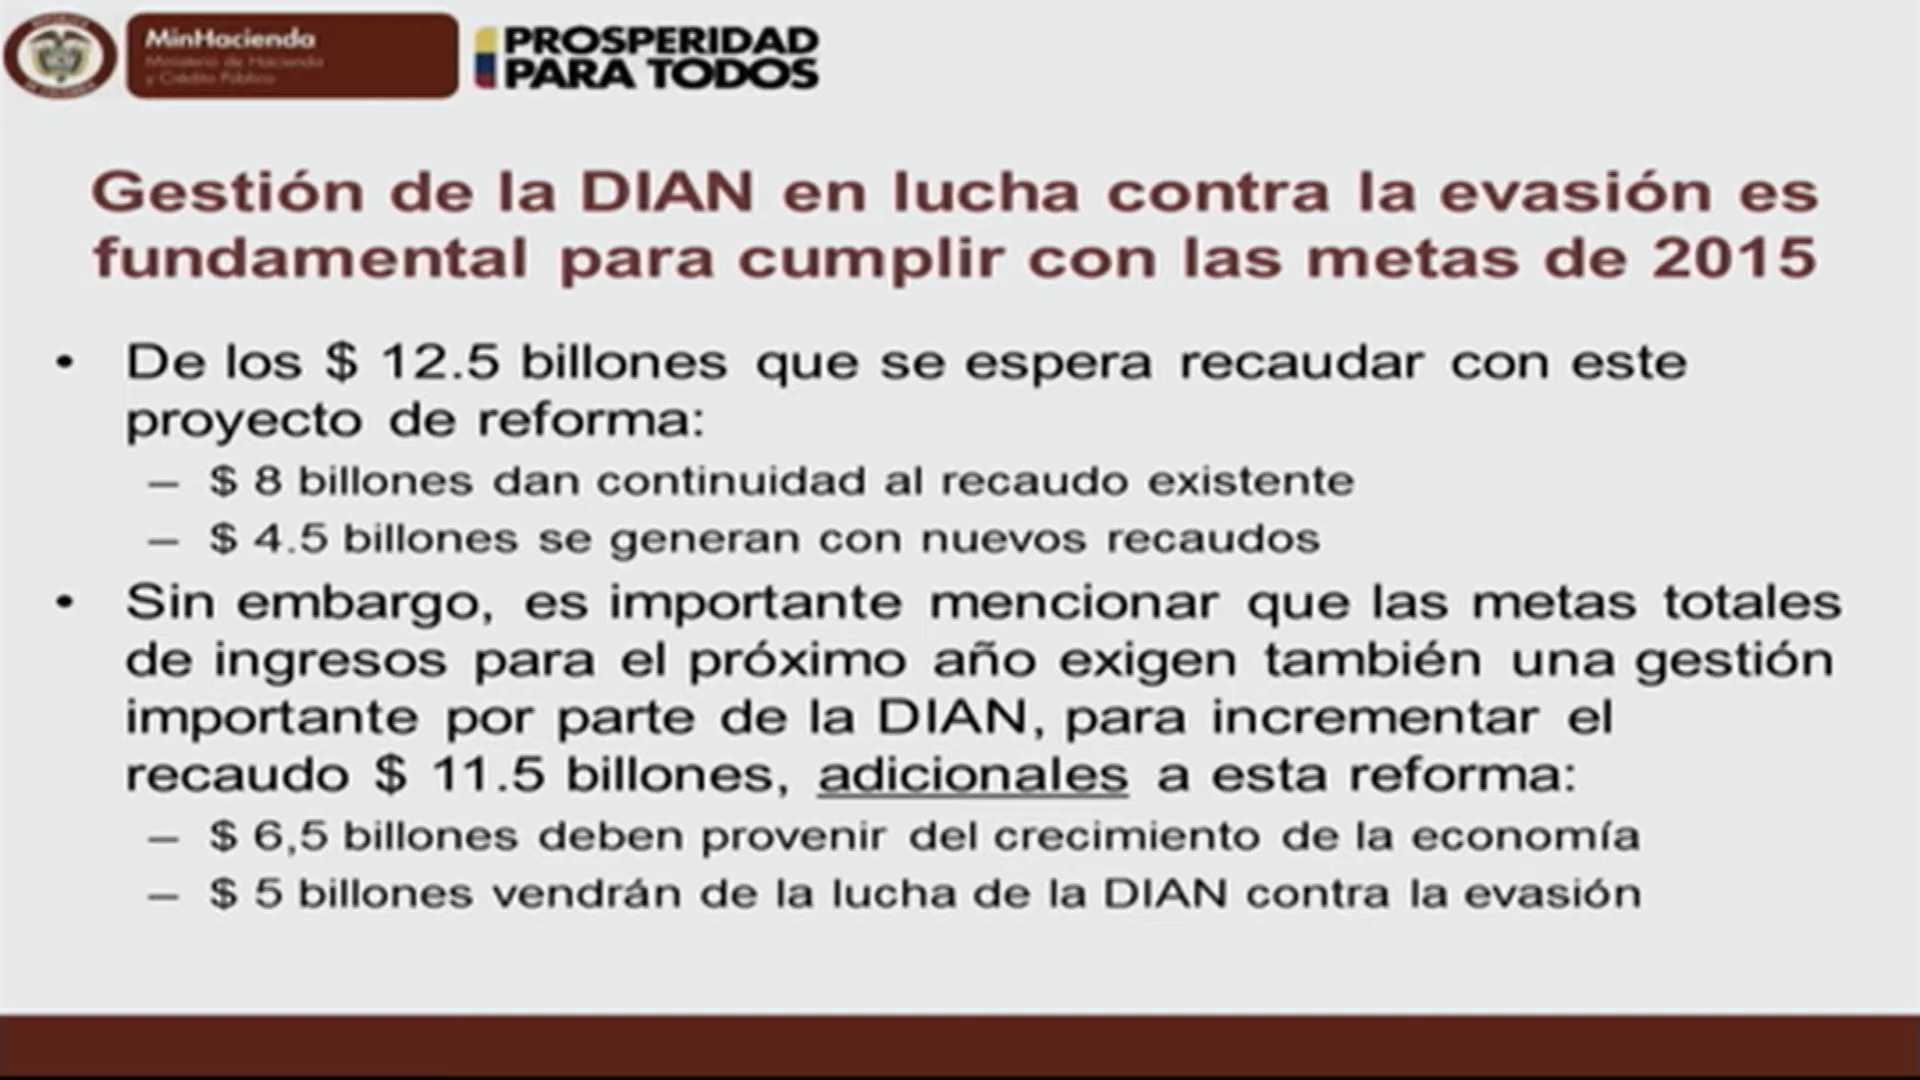 MinHacienda
Ministerio de Hacienda
y Crédito Público
PROSPERIDAD
PARA TODOS
Gestión de la DIAN en lucha contra la evasión es
fundamental para cumplir con las metas de 2015
• De los $ 12.5 billones que se espera recaudar con este
proyecto de reforma:
– $ 8 billones dan continuidad al recaudo existente
– $ 4.5 billones se generan con nuevos recaudos
• Sin embargo, es importante mencionar que las metas totales
de ingresos para el próximo año exigen también una gestión
importante por parte de la DIAN, para incrementar el
recaudo $ 11.5 billones, adicionales a esta reforma:
– $ 6,5 billones deben provenir del crecimiento de la economía
– $ 5 billones vendrán de la lucha de la DIAN contra la evasión